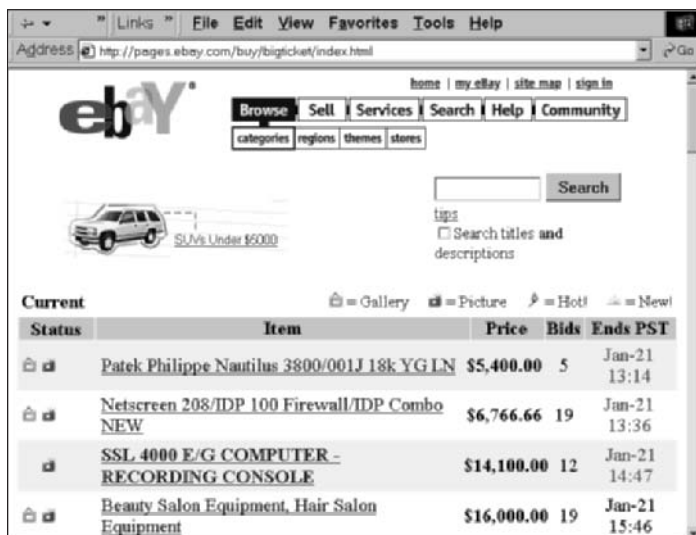 » Links » File Edit View Favorites Tools Help
Address http://pages.ebay.com/buy/bigticket/index.html Go
home | my eBay | site map | sign in
ebaY®
Browse Sell Services Search Help Community
categories regions themes stores
Search
tips
Search titles and
descriptions
SUVs Under $5000
Current = Gallery = Picture = Hot! = New!
Status Item Price Bids Ends PST
Patek Philippe Nautilus 3800/001J 18k YG LN $5,400.00 5 Jan-21
13:14
Netscreen 208/IDP 100 Firewall/IDP Combo
NEW $6,766.66 19 Jan-21
13:36
SSL 4000 E/G COMPUTER -
RECORDING CONSOLE $14,100.00 12 Jan-21
14:47
Beauty Salon Equipment, Hair Salon
Equipment $16,000.00 19 Jan-21
15:46